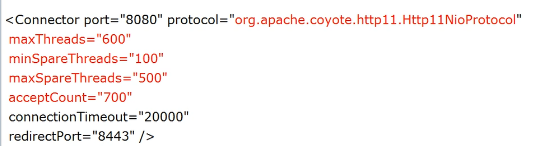 <Connector port="8080" protocol="org.apache.coyote.http11.Http11NioProtocol"
maxThreads="600"
minSpareThreads="100"
maxSpareThreads="500"
acceptCount="700"
connectionTimeout="20000"
redirectPort="8443" />